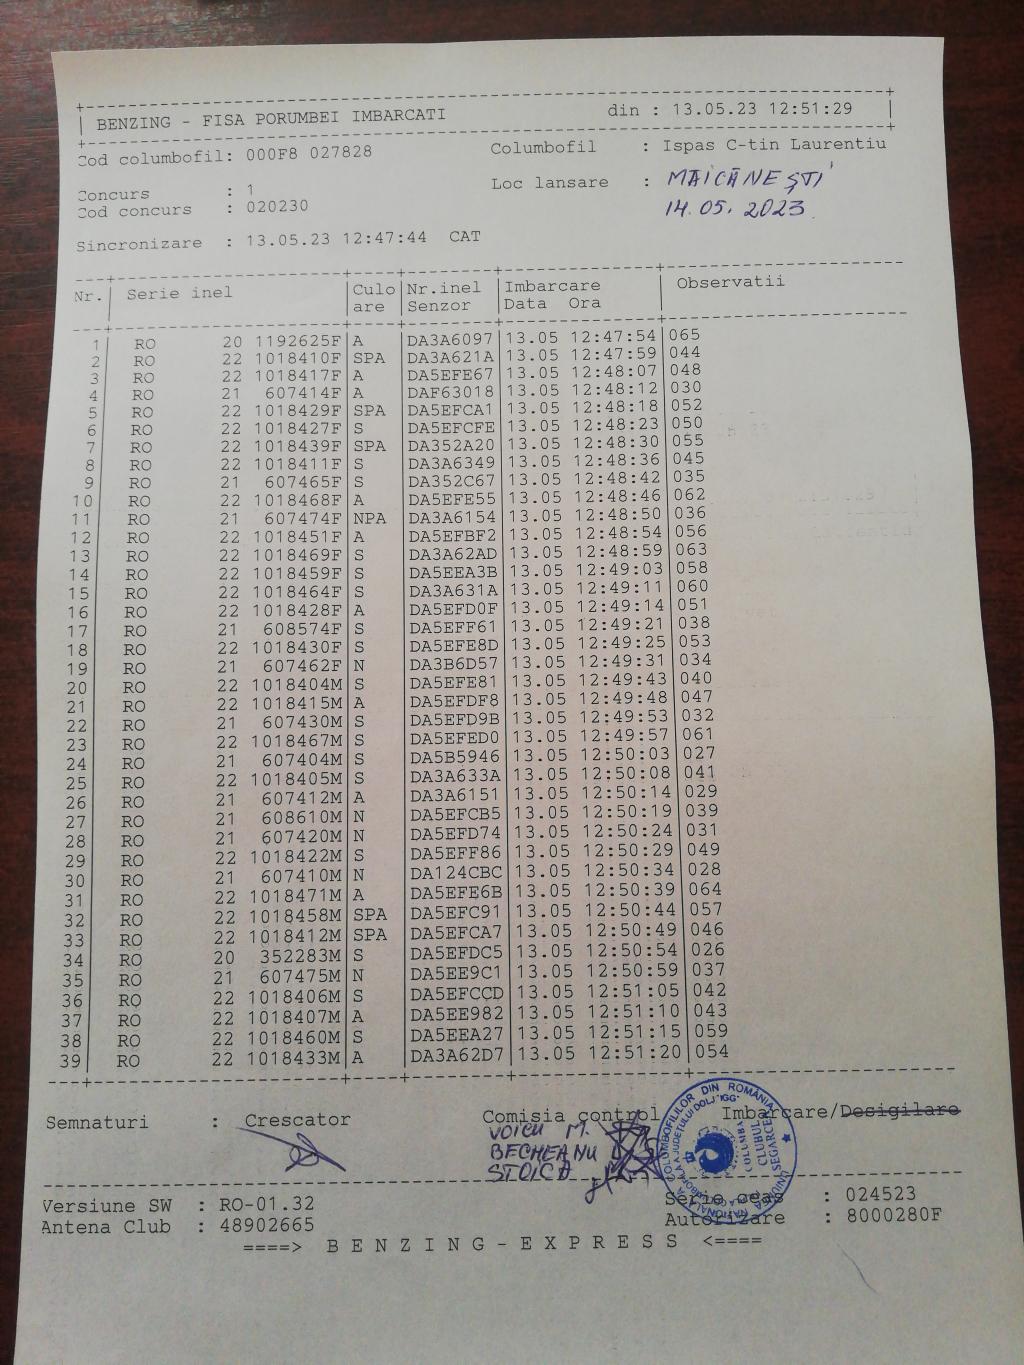 BENZING - FISA PORUMBEI IMBARCATI din : 13.05.23 12:51:29
Cod columbofil: 000F8 027828 Columbofil : Ispas C-tin Laurentiu
Concurs : 1 Loc lansare : MAICĂNEȘTI
Cod concurs : 020230 14.05.2023
Sincronizare : 13.05.23 12:47:44 CAT
Nr. Serie inel Culo Nr.inel Imbarcare Observatii
are Senzor Data Ora
1 RO 20 1192625F A DA3A6097 13.05 12:47:54 065
2 RO 22 1018410F SPA DA3A621A 13.05 12:47:59 044
3 RO 22 1018417F A DA5EFE67 13.05 12:48:07 048
4 RO 21 607414F A DAF63018 13.05 12:48:12 030
5 RO 22 1018429F SPA DA5EFCA1 13.05 12:48:18 052
6 RO 22 1018427F S DA5EFCFE 13.05 12:48:23 050
7 RO 22 1018439F SPA DA352A20 13.05 12:48:30 055
8 RO 22 1018411F S DA3A6349 13.05 12:48:36 045
9 RO 21 607465F S DA352C67 13.05 12:48:42 035
10 RO 22 1018468F A DA5EFE55 13.05 12:48:46 062
11 RO 21 607474F NPA DA3A6154 13.05 12:48:50 036
12 RO 22 1018451F A DA5EFBF2 13.05 12:48:54 056
13 RO 22 1018469F S DA3A62AD 13.05 12:48:59 063
14 RO 22 1018459F S DA5EEA3B 13.05 12:49:03 058
15 RO 22 1018464F S DA3A631A 13.05 12:49:11 060
16 RO 22 1018428F A DA5EFD0F 13.05 12:49:14 051
17 RO 21 608574F S DA5EFF61 13.05 12:49:21 038
18 RO 22 1018430F S DA5EFE8D 13.05 12:49:25 053
19 RO 21 607462F N DA3B6D57 13.05 12:49:31 034
20 RO 22 1018404M S DA5EFE81 13.05 12:49:43 040
21 RO 22 1018415M A DA5EFDF8 13.05 12:49:48 047
22 RO 21 607430M S DA5EFD9B 13.05 12:49:53 032
23 RO 22 1018467M S DA5EFED0 13.05 12:49:57 061
24 RO 21 607404M S DA5B5946 13.05 12:50:03 027
25 RO 22 1018405M S DA3A633A 13.05 12:50:08 041
26 RO 21 607412M A DA3A6151 13.05 12:50:14 029
27 RO 21 608610M N DA5EFCB5 13.05 12:50:19 039
28 RO 21 607420M N DA5EFD74 13.05 12:50:24 031
29 RO 22 1018422M S DA5EFF86 13.05 12:50:29 049
30 RO 21 607410M N DA124CBC 13.05 12:50:34 028
31 RO 22 1018471M A DA5EFE6B 13.05 12:50:39 064
32 RO 22 1018458M SPA DA5EFC91 13.05 12:50:44 057
33 RO 22 1018412M SPA DA5EFCA7 13.05 12:50:49 046
34 RO 20 352283M S DA5EFDC5 13.05 12:50:54 026
35 RO 21 607475M N DA5EE9C1 13.05 12:50:59 037
36 RO 22 1018406M S DA5EFCCD 13.05 12:51:05 042
37 RO 22 1018407M A DA5EE982 13.05 12:51:10 043
38 RO 22 1018460M S DA5EEA27 13.05 12:51:15 059
39 RO 22 1018433M A DA3A62D7 13.05 12:51:20 054
Semnaturi : Crescator Comisia control Imbarcare/Desigilare
VOICU M.
BECHEANU
STOICA
COLUMBOFILILOR DIN ROMÂNIA
CLUBUL
SEGARCEA
Versiune SW : RO-01.32 Serie ceas : 024523
Antena Club : 48902665 Autorizare : 8000280F
====> BENZING-EXPRESS <====